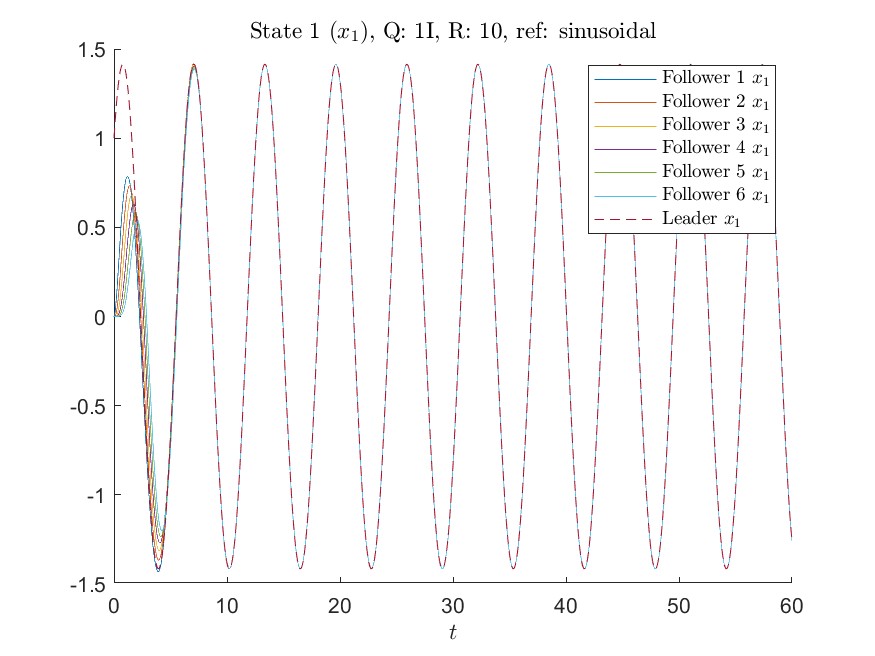 State 1 (x₁), Q: 1I, R: 10, ref: sinusoidal
1.5
1
0.5
0
-0.5
-1
-1.5
0 10 20 30 40 50 60
t
Follower 1 x₁
Follower 2 x₁
Follower 3 x₁
Follower 4 x₁
Follower 5 x₁
Follower 6 x₁
Leader x₁